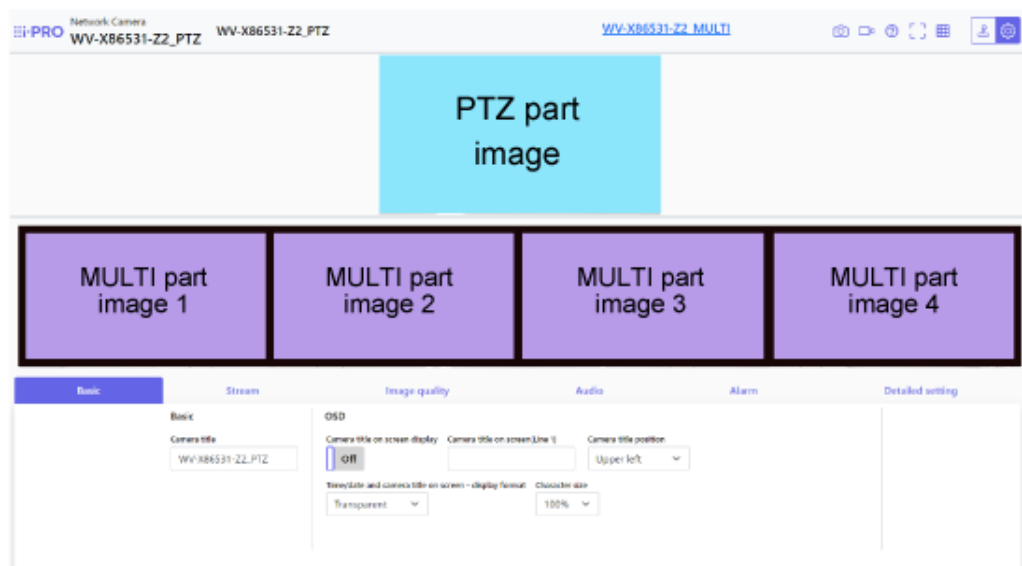 i-PRO
Network Camera
WV-X86531-Z2_PTZ
WV-X86531-Z2_PTZ
WV-X86531-Z2_MULTI
PTZ part
image
MULTI part
image 1
MULTI part
image 2
MULTI part
image 3
MULTI part
image 4
Basic
Stream
Image quality
Audio
Alarm
Detailed setting
Basic
OSD
Camera title
Camera title on screen display
Camera title on screen(Line 1)
Camera title position
WV-X86531-Z2_PTZ
Off
Upper left
Time/date and camera title on screen - display format
Character size
Transparent
100%